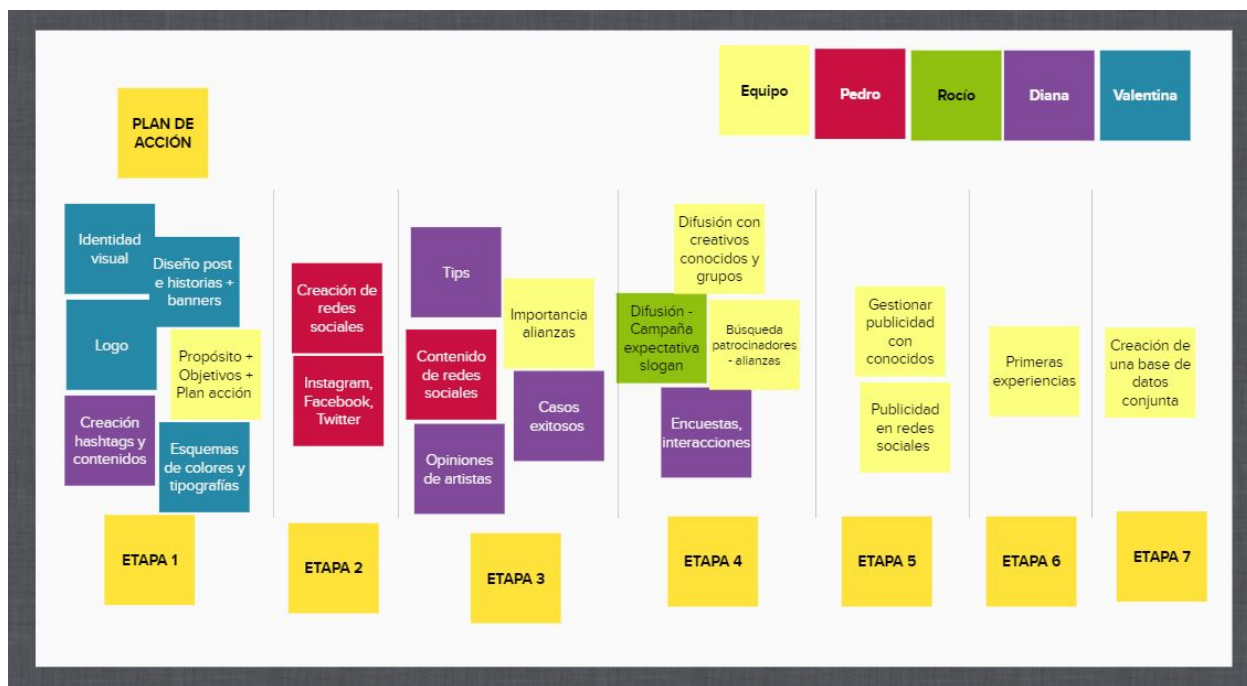 Equipo
Pedro
Rocío
Diana
Valentina
PLAN DE
ACCIÓN
Identidad
visual
Diseño post
e historias +
banners
Logo
Propósito +
Objetivos +
Plan acción
Creación
hashtags y
contenidos
Esquemas
de colores y
tipografías
ETAPA 1
Creación de
redes
sociales
Instagram,
Facebook,
Twitter
ETAPA 2
Tips
Importancia
alianzas
Contenido
de redes
sociales
Casos
exitosos
Opiniones
de artistas
ETAPA 3
Difusión con
creativos
conocidos y
grupos
Difusión -
Campaña
expectativa
slogan
Búsqueda
patrocinadores
- alianzas
Encuestas,
interacciones
ETAPA 4
Gestionar
publicidad
con
conocidos
Publicidad
en redes
sociales
ETAPA 5
Primeras
experiencias
ETAPA 6
Creación de
una base de
datos
conjunta
ETAPA 7